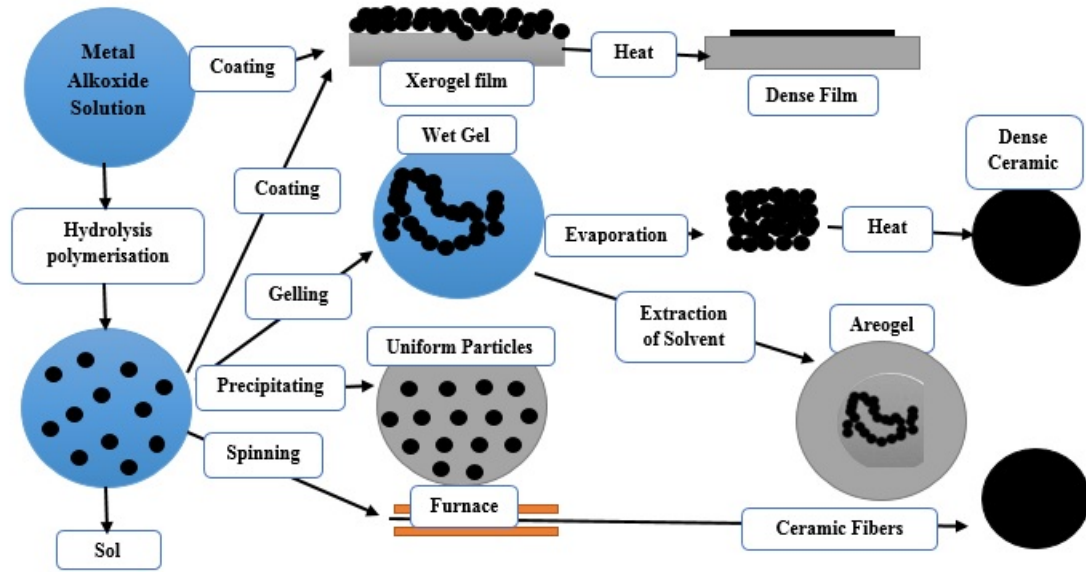 Metal
Alkoxide
Solution
Coating
Xerogel film
Heat
Dense Film
Wet Gel
Dense
Ceramic
Coating
Hydrolysis
polymerisation
Evaporation
Heat
Gelling
Extraction
of Solvent
Areogel
Uniform Particles
Precipitating
Spinning
Furnace
Ceramic Fibers
Sol